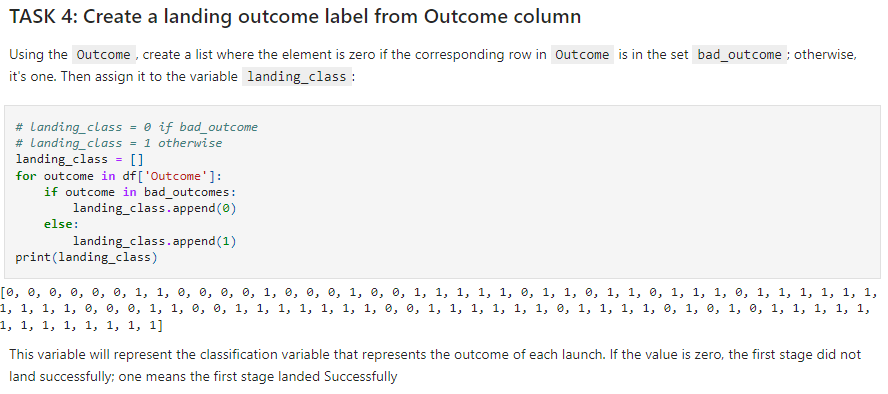 TASK 4: Create a landing outcome label from Outcome column
Using the Outcome , create a list where the element is zero if the corresponding row in Outcome is in the set bad_outcome ; otherwise,
it's one. Then assign it to the variable landing_class :
# landing_class = 0 if bad_outcome
# landing_class = 1 otherwise
landing_class = []
for outcome in df['Outcome']:
    if outcome in bad_outcomes:
        landing_class.append(0)
    else:
        landing_class.append(1)
print(landing_class)
[0, 0, 0, 0, 0, 0, 1, 1, 0, 0, 0, 0, 1, 0, 0, 0, 1, 0, 0, 1, 1, 1, 1, 1, 0, 1, 1, 0, 1, 1, 0, 1, 1, 1, 0, 1, 1, 1, 1, 1, 1,
1, 1, 1, 1, 0, 0, 0, 1, 1, 0, 0, 1, 1, 1, 1, 1, 1, 1, 0, 0, 1, 1, 1, 1, 1, 1, 0, 1, 1, 1, 1, 0, 1, 0, 1, 0, 1, 1, 1, 1, 1,
1, 1, 1, 1, 1, 1, 1, 1]
This variable will represent the classification variable that represents the outcome of each launch. If the value is zero, the first stage did not
land successfully; one means the first stage landed Successfully